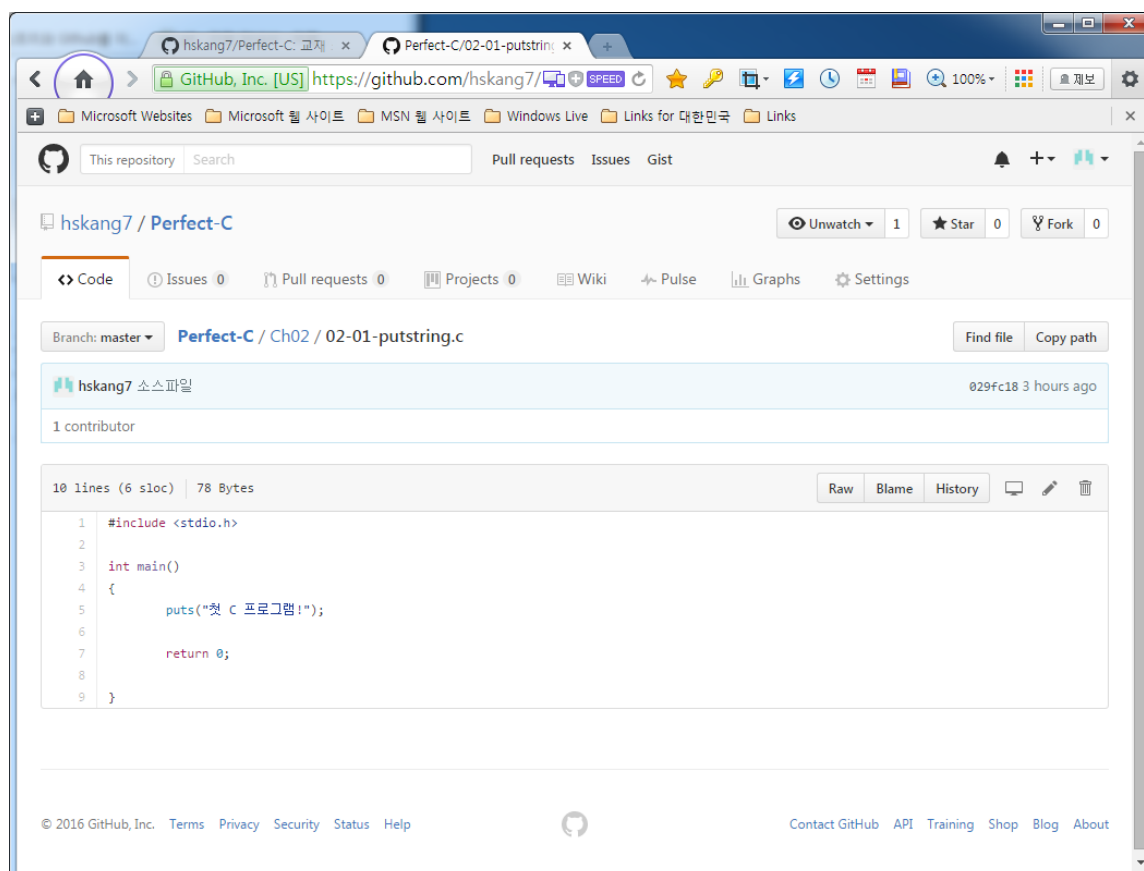 hskang7/Perfect-C: 교재
Perfect-C/02-01-putstring
GitHub, Inc. [US] https://github.com/hskang7/ SPEED 100% 제보
Microsoft Websites Microsoft 웹 사이트 MSN 웹 사이트 Windows Live Links for 대한민국 Links
This repository Search Pull requests Issues Gist
hskang7 / Perfect-C Unwatch 1 Star 0 Fork 0
Code Issues 0 Pull requests 0 Projects 0 Wiki Pulse Graphs Settings
Branch: master Perfect-C / Ch02 / 02-01-putstring.c Find file Copy path
hskang7 소스파일 029fc18 3 hours ago
1 contributor
10 lines (6 sloc) 78 Bytes Raw Blame History
1 #include <stdio.h>
2
3 int main()
4 {
5 puts("첫 C 프로그램!");
6
7 return 0;
8
9 }
© 2016 GitHub, Inc. Terms Privacy Security Status Help Contact GitHub API Training Shop Blog About